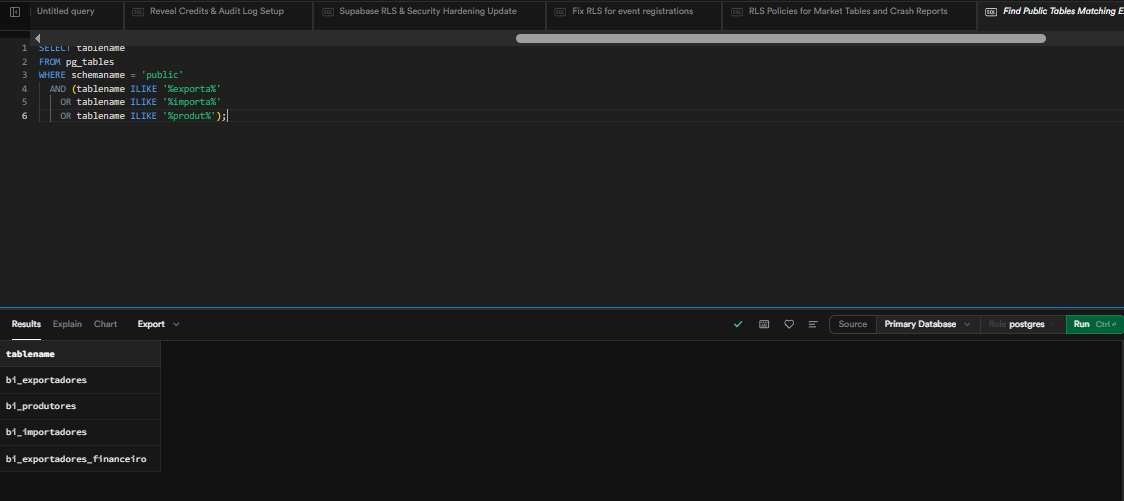 Untitled query
Reveal Credits & Audit Log Setup
Supabase RLS & Security Hardening Update
Fix RLS for event registrations
RLS Policies for Market Tables and Crash Reports
Find Public Tables Matching E
1 SELECT tablename
2 FROM pg_tables
3 WHERE schemaname = 'public'
4 AND (tablename ILIKE '%exporta%'
5 OR tablename ILIKE '%importa%'
6 OR tablename ILIKE '%produt%');
Results Explain Chart Export
Source Primary Database Role postgres Run Ctrl
tablename
bi_exportadores
bi_produtores
bi_importadores
bi_exportadores_financeiro